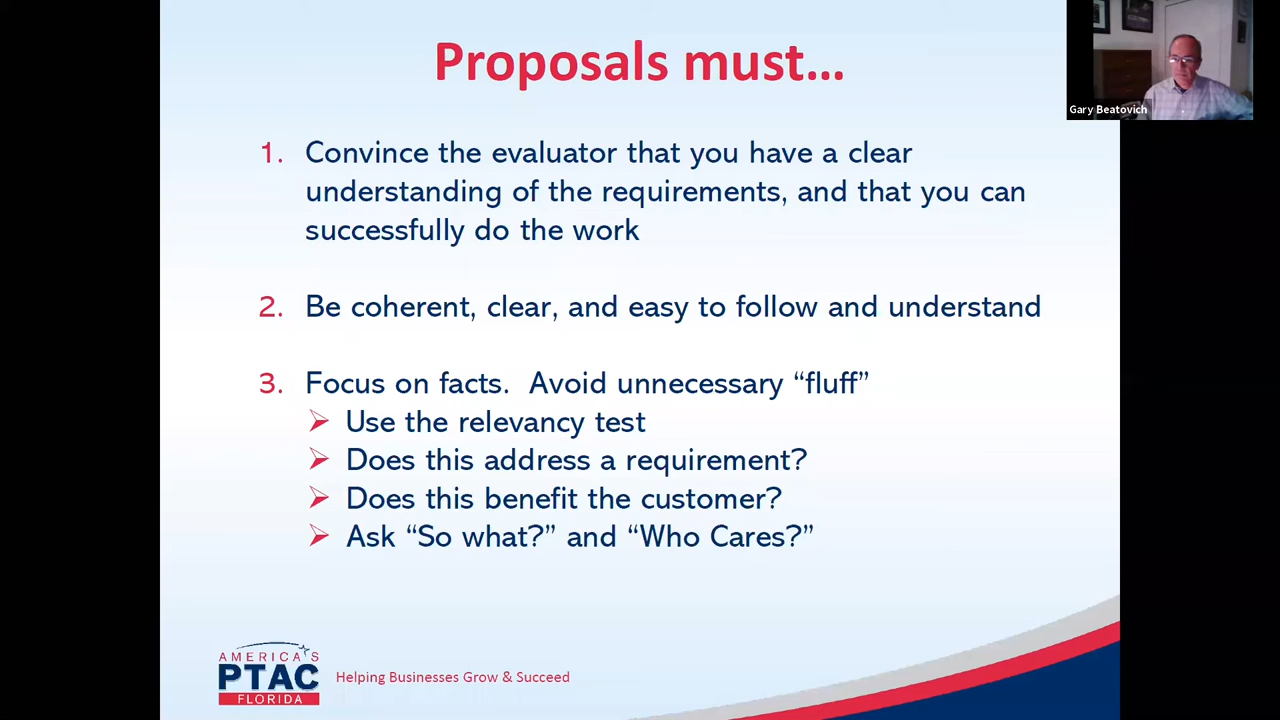 Proposals must...
Gary Beatovich
1. Convince the evaluator that you have a clear
understanding of the requirements, and that you can
successfully do the work
2. Be coherent, clear, and easy to follow and understand
3. Focus on facts. Avoid unnecessary “fluff”
➢ Use the relevancy test
➢ Does this address a requirement?
➢ Does this benefit the customer?
➢ Ask “So what?” and “Who Cares?”
AMERICA'S
PTAC
FLORIDA
Helping Businesses Grow & Succeed